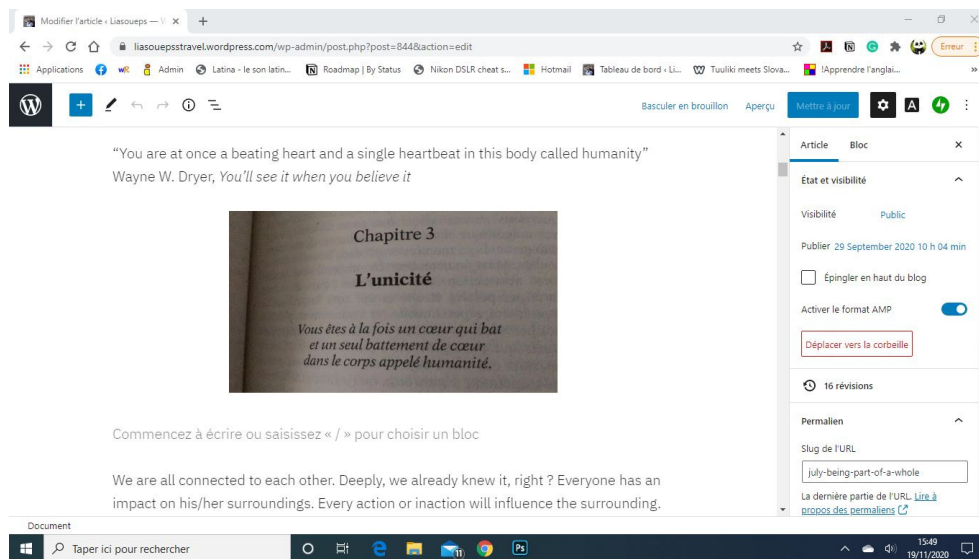 Modifier l'article ‹ Liasoueps — V
liasouepsstravel.wordpress.com/wp-admin/post.php?post=844&action=edit
Erreur
Applications
wR
Admin
Latina - le son latin...
Roadmap | By Status
Nikon DSLR cheat s...
Hotmail
Tableau de bord ‹ Li...
Tuuliki meets Slova...
!Apprendre l'anglai...
»
Basculer en brouillon
Aperçu
Mettre à jour
“You are at once a beating heart and a single heartbeat in this body called humanity”
Wayne W. Dryer, You’ll see it when you believe it
Chapitre 3
L'unicité
Vous êtes à la fois un cœur qui bat
et un seul battement de cœur
dans le corps appelé humanité.
Commencez à écrire ou saisissez « / » pour choisir un bloc
We are all connected to each other. Deeply, we already knew it, right ? Everyone has an
impact on his/her surroundings. Every action or inaction will influence the surrounding.
Article
Bloc
État et visibilité
Visibilité
Public
Publier
29 September 2020 10 h 04 min
Épingler en haut du blog
Activer le format AMP
Déplacer vers la corbeille
16 révisions
Permalien
Slug de l'URL
july-being-part-of-a-whole
La dernière partie de l'URL. Lire à
propos des permaliens
Document
Taper ici pour rechercher
11
Ps
15:49
19/11/2020